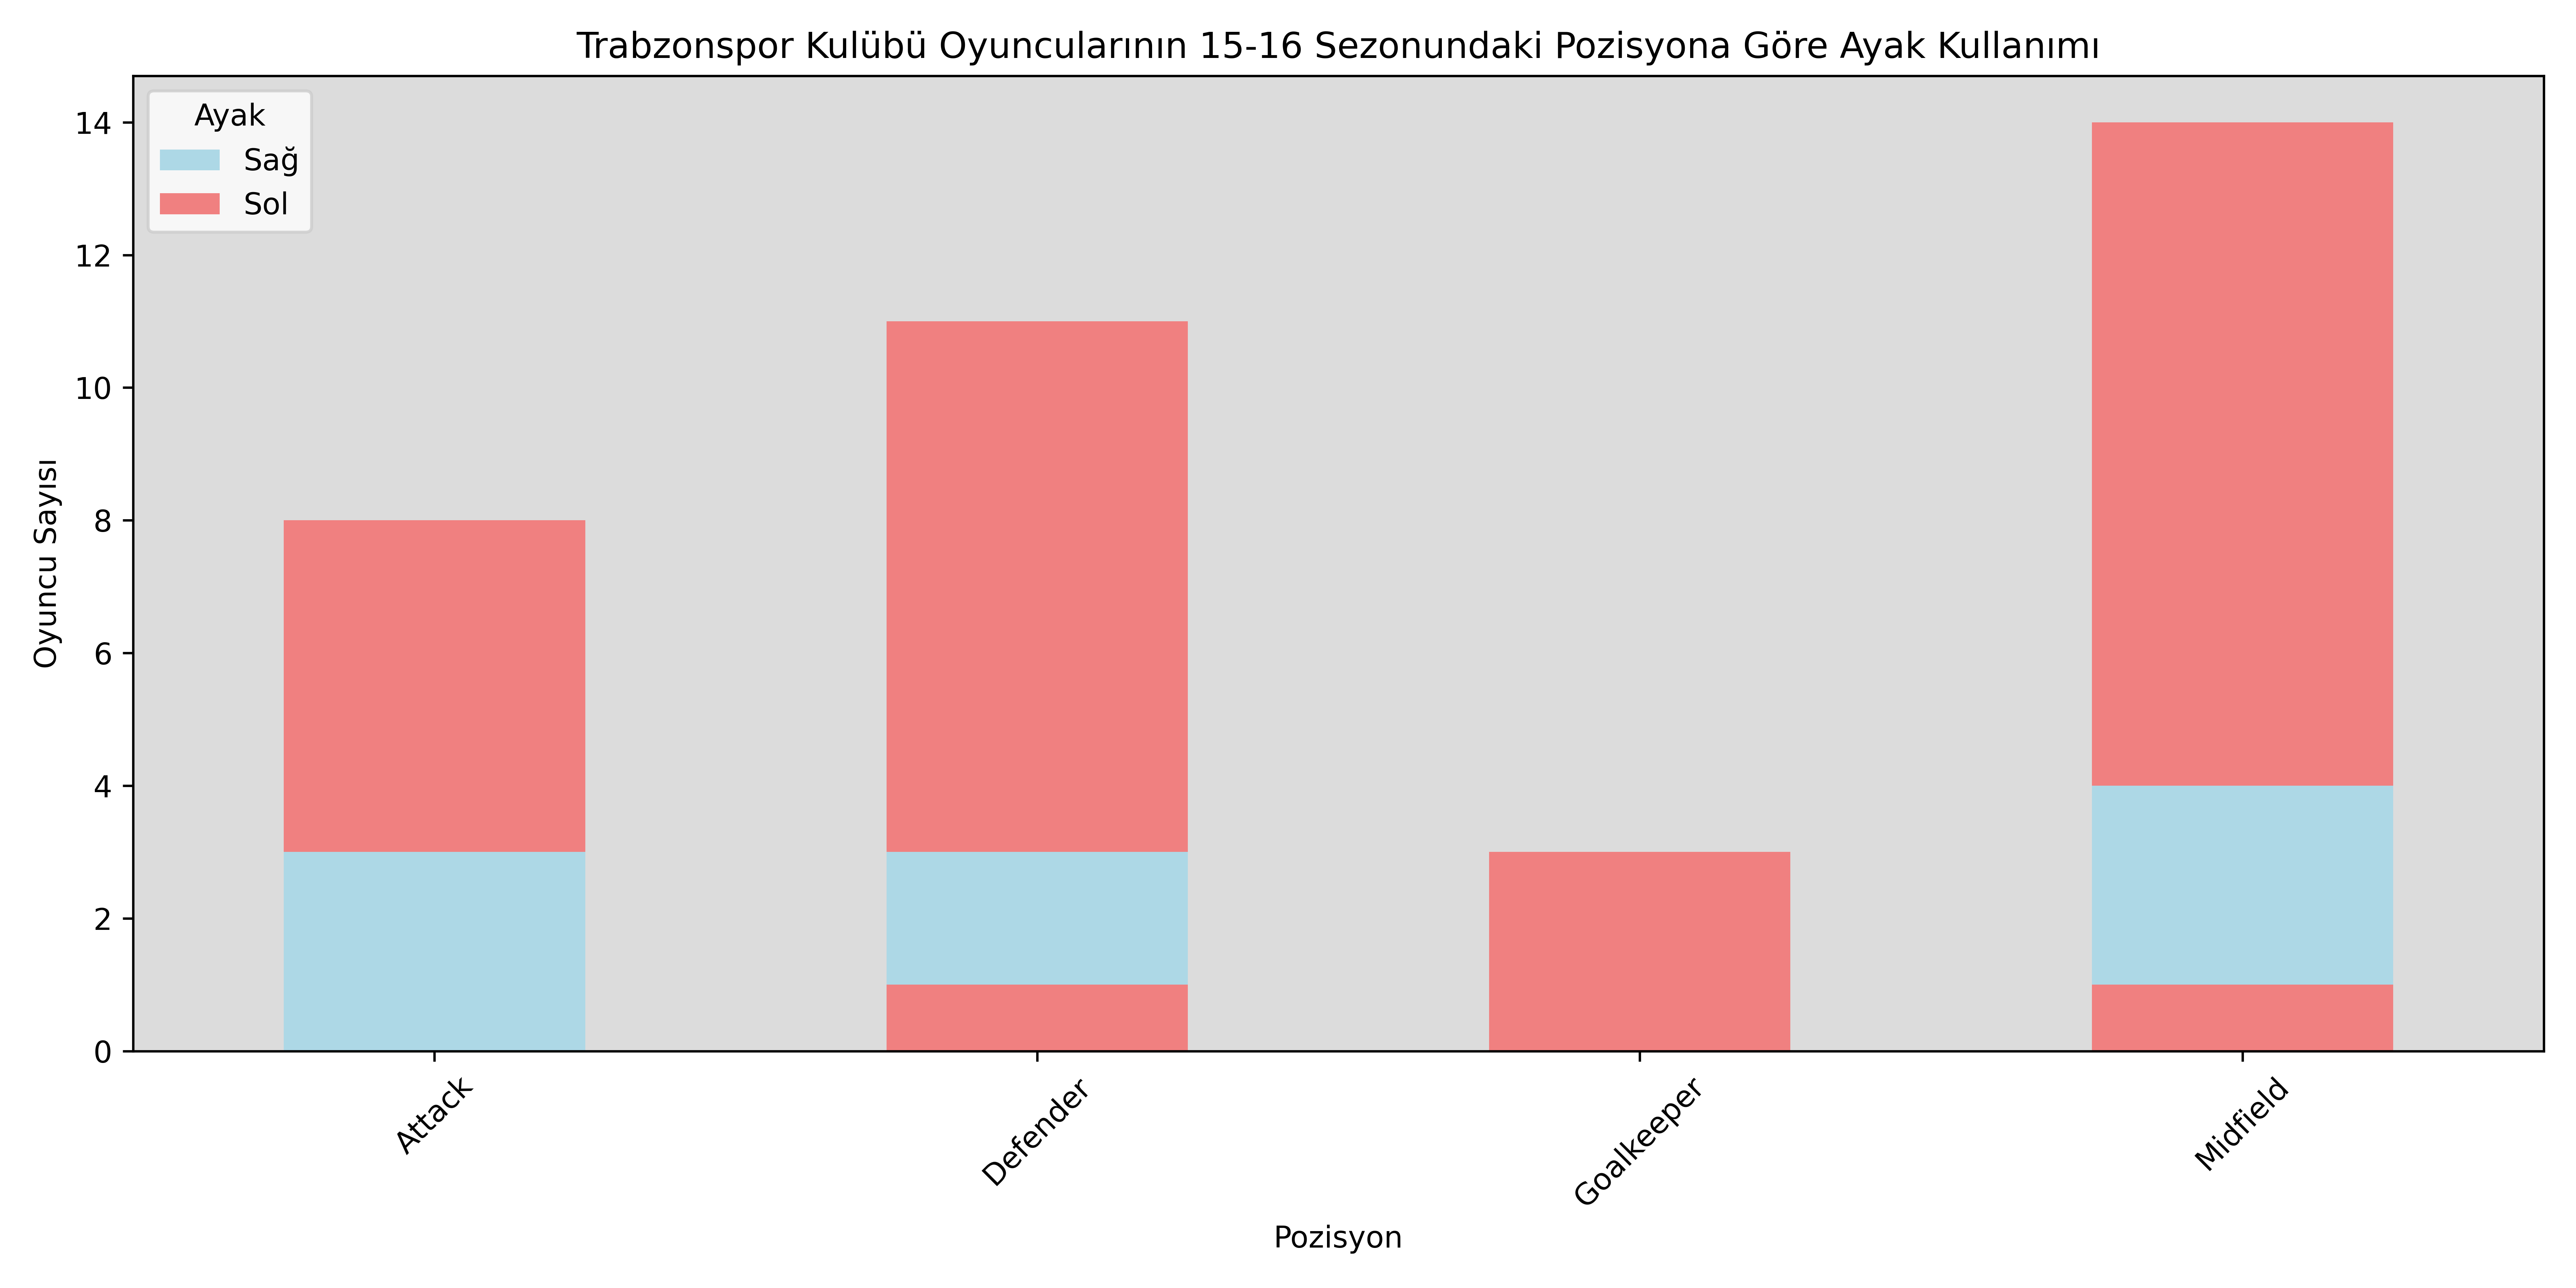 Trabzonspor Kulübü Oyuncularının 15-16 Sezonundaki Pozisyona Göre Ayak Kullanımı
Ayak
Sağ
Sol
14
12
10
8
6
4
2
0
Oyuncu Sayısı
Attack
Defender
Goalkeeper
Midfield
Pozisyon